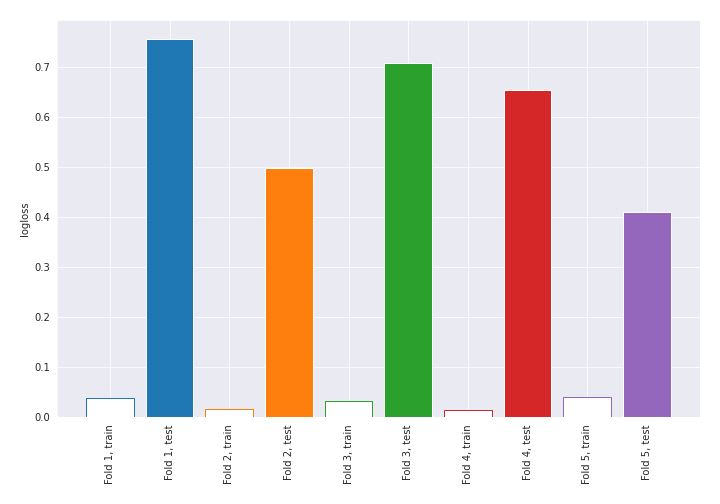 0.7
0.6
0.5
0.4
0.3
0.2
0.1
0.0
logloss
Fold 1, train
Fold 1, test
Fold 2, train
Fold 2, test
Fold 3, train
Fold 3, test
Fold 4, train
Fold 4, test
Fold 5, train
Fold 5, test